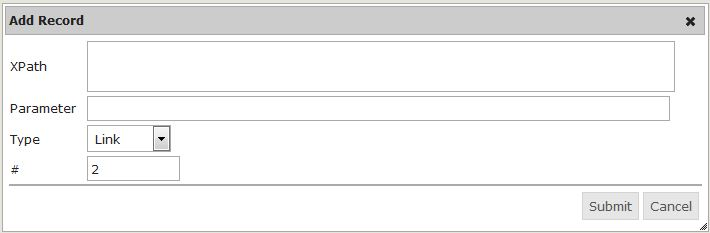 Add Record
XPath
Parameter
Type Link
# 2
Submit Cancel